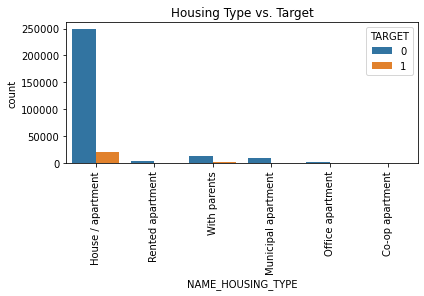 Housing Type vs. Target
TARGET
0
1
250000
200000
150000
100000
50000
0
count
House / apartment
Rented apartment
With parents
Municipal apartment
Office apartment
Co-op apartment
NAME_HOUSING_TYPE